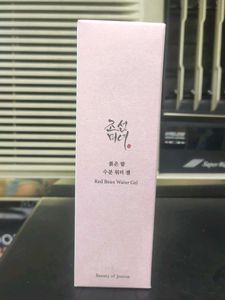 조선
미녀
붉은 팥
수분 워터 젤
Red Bean Water Gel
Beauty of Joseon
Super